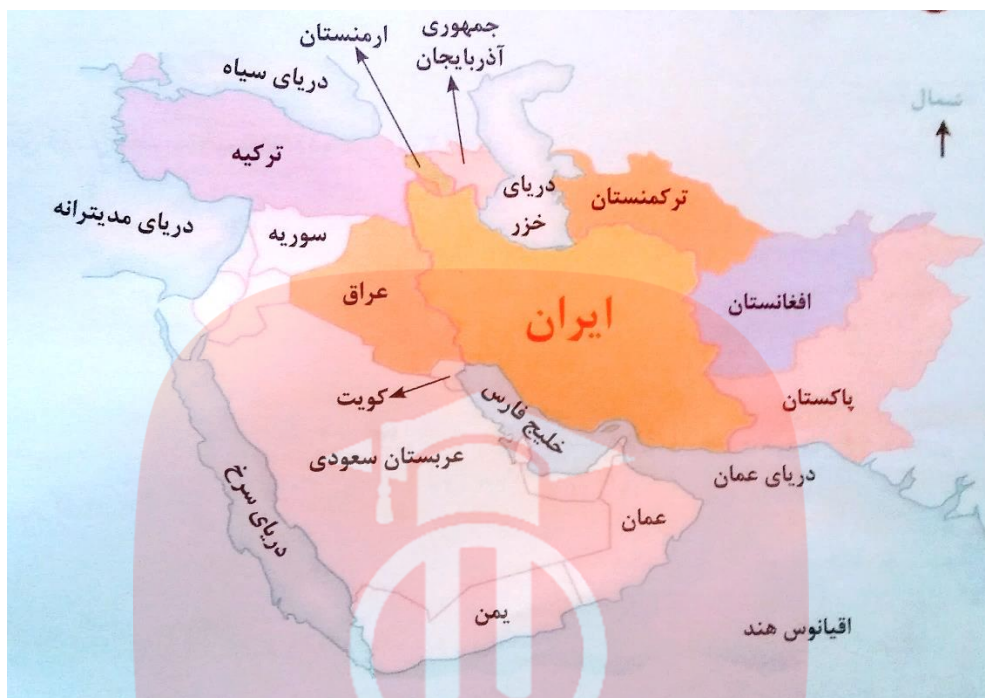 جمهوری
آذربایجان
ارمنستان
دریای سیاه
شمال
ترکیه
دریای
خزر
ترکمنستان
دریای مدیترانه
سوریه
عراق
افغانستان
ایران
کویت
خلیج فارس
پاکستان
عربستان سعودی
دریای عمان
دریای سرخ
عمان
یمن
اقیانوس هند